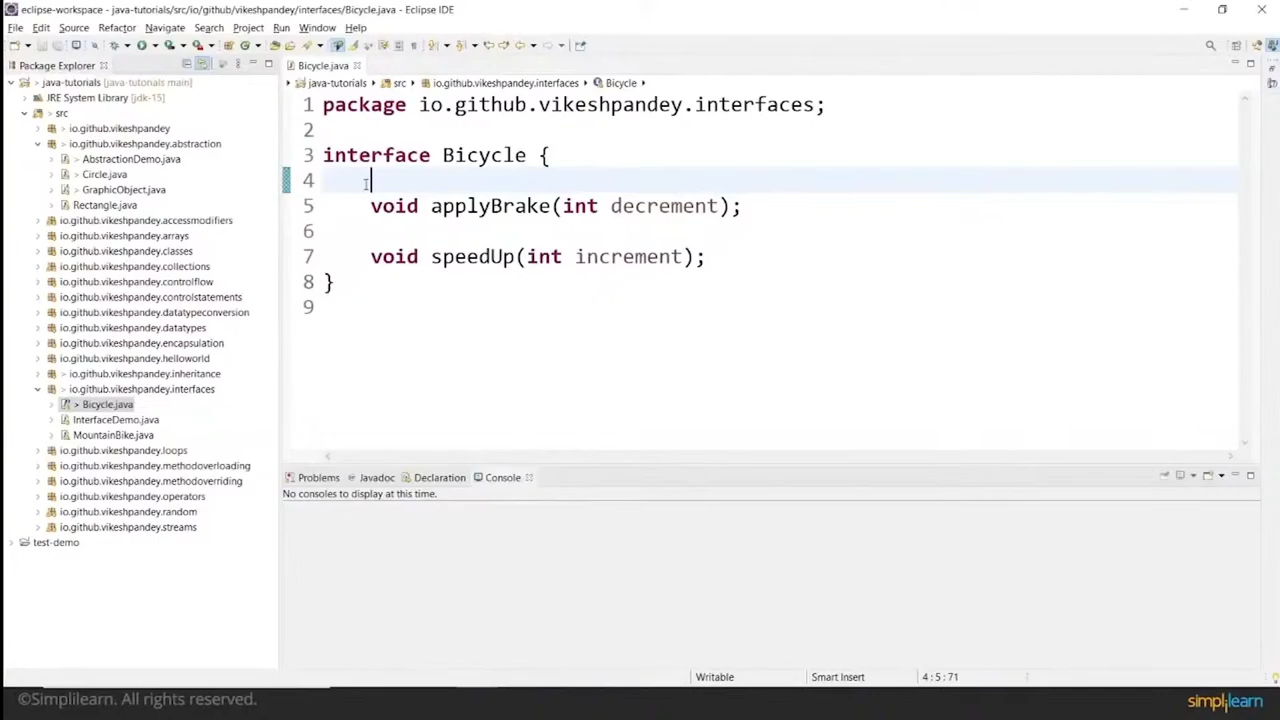 eclipse-workspace - java-tutorials/src/io/github/vikeshpandey/interfaces/Bicycle.java - Eclipse IDE
File Edit Source Refactor Navigate Search Project Run Window Help
Package Explorer
java-tutorials [java-tutorials main]
JRE System Library [jdk-15]
src
io.github.vikeshpandey
io.github.vikeshpandey.abstraction
AbstractionDemo.java
Circle.java
GraphicObject.java
Rectangle.java
io.github.vikeshpandey.accessmodifiers
io.github.vikeshpandey.arrays
io.github.vikeshpandey.classes
io.github.vikeshpandey.collections
io.github.vikeshpandey.controlflow
io.github.vikeshpandey.controlstatements
io.github.vikeshpandey.datatypeconversion
io.github.vikeshpandey.datatypes
io.github.vikeshpandey.encapsulation
io.github.vikeshpandey.helloworld
io.github.vikeshpandey.inheritance
io.github.vikeshpandey.interfaces
Bicycle.java
InterfaceDemo.java
MountainBike.java
io.github.vikeshpandey.loops
io.github.vikeshpandey.methodoverloading
io.github.vikeshpandey.methodoverriding
io.github.vikeshpandey.operators
io.github.vikeshpandey.random
io.github.vikeshpandey.streams
test-demo
Bicycle.java
java-tutorials src io.github.vikeshpandey.interfaces Bicycle
1 package io.github.vikeshpandey.interfaces;
2
3 interface Bicycle {
4
5 void applyBrake(int decrement);
6
7 void speedUp(int increment);
8 }
9
Problems Javadoc Declaration Console
No consoles to display at this time.
Writable Smart Insert 4 : 5 : 71
©Simplilearn. All rights reserved.
simplilearn